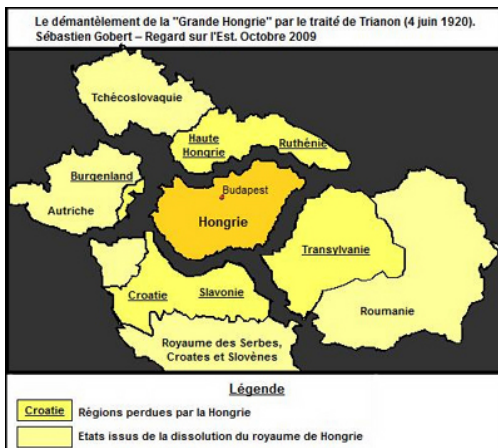 Le démantèlement de la "Grande Hongrie" par le traité de Trianon (4 juin 1920).
Sébastien Gobert – Regard sur l'Est. Octobre 2009
Tchécoslovaquie
Haute
Hongrie
Ruthénie
Burgenland
Autriche
Budapest
Hongrie
Transylvanie
Croatie
Slavonie
Roumanie
Royaume des Serbes,
Croates et Slovènes
Légende
Croatie
Régions perdues par la Hongrie
Etats issus de la dissolution du royaume de Hongrie